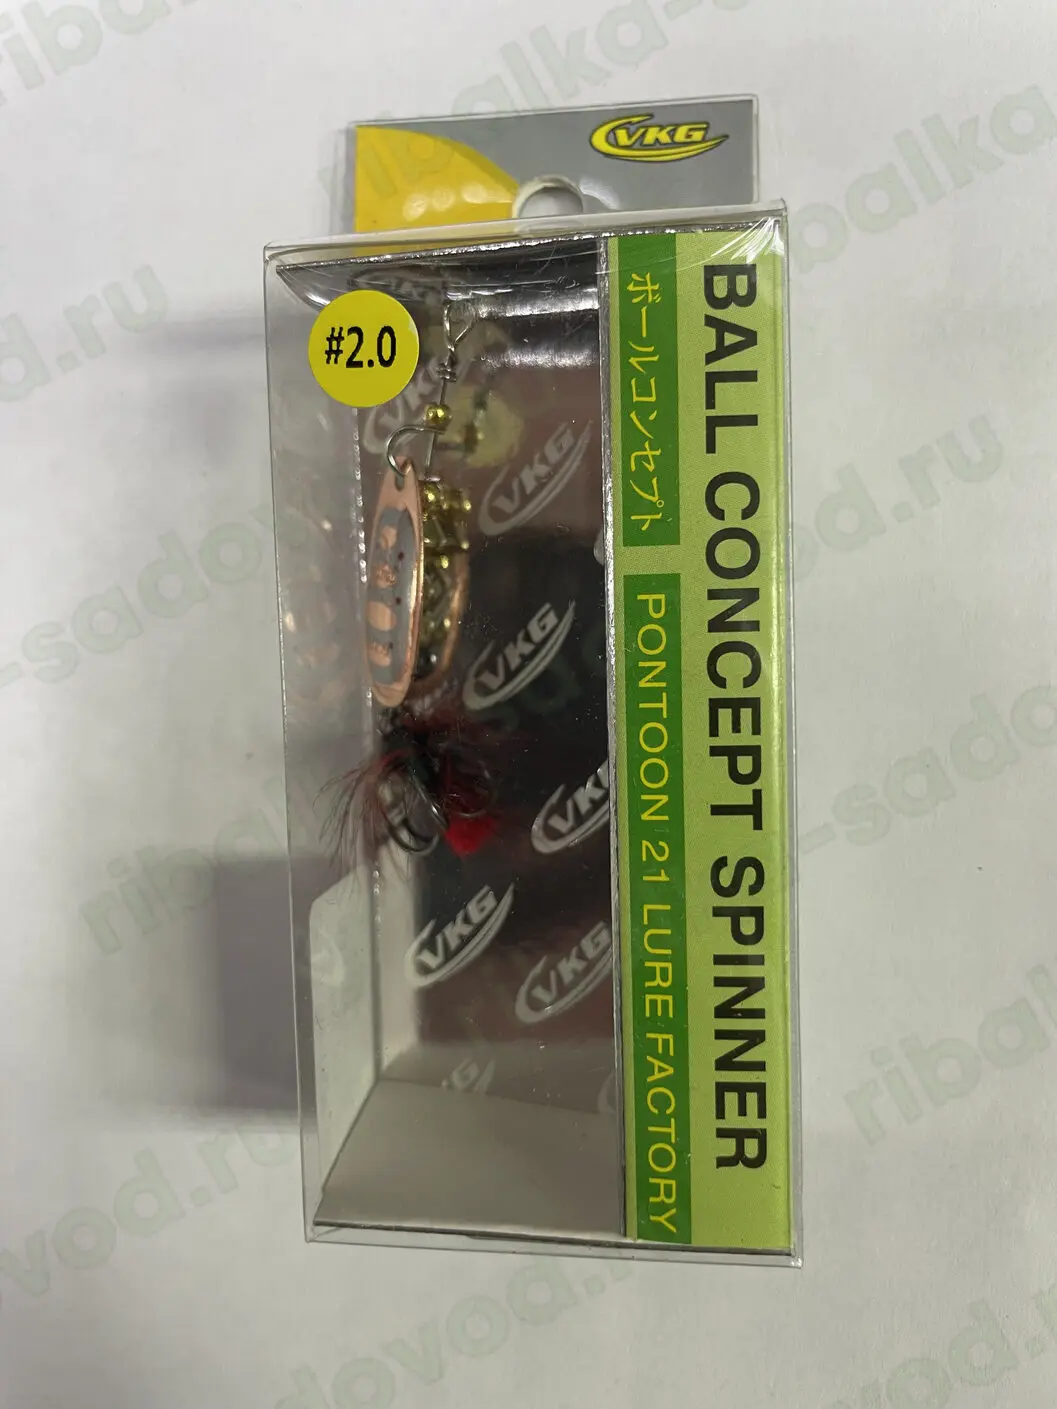 VKG
#2.0
BALL CONCEPT SPINNER
ボールコンセプト
PONTOON 21 LURE FACTORY
VKG
VKG
VKG
VKG
VKG
VKG
ribalka-sadovod.ru